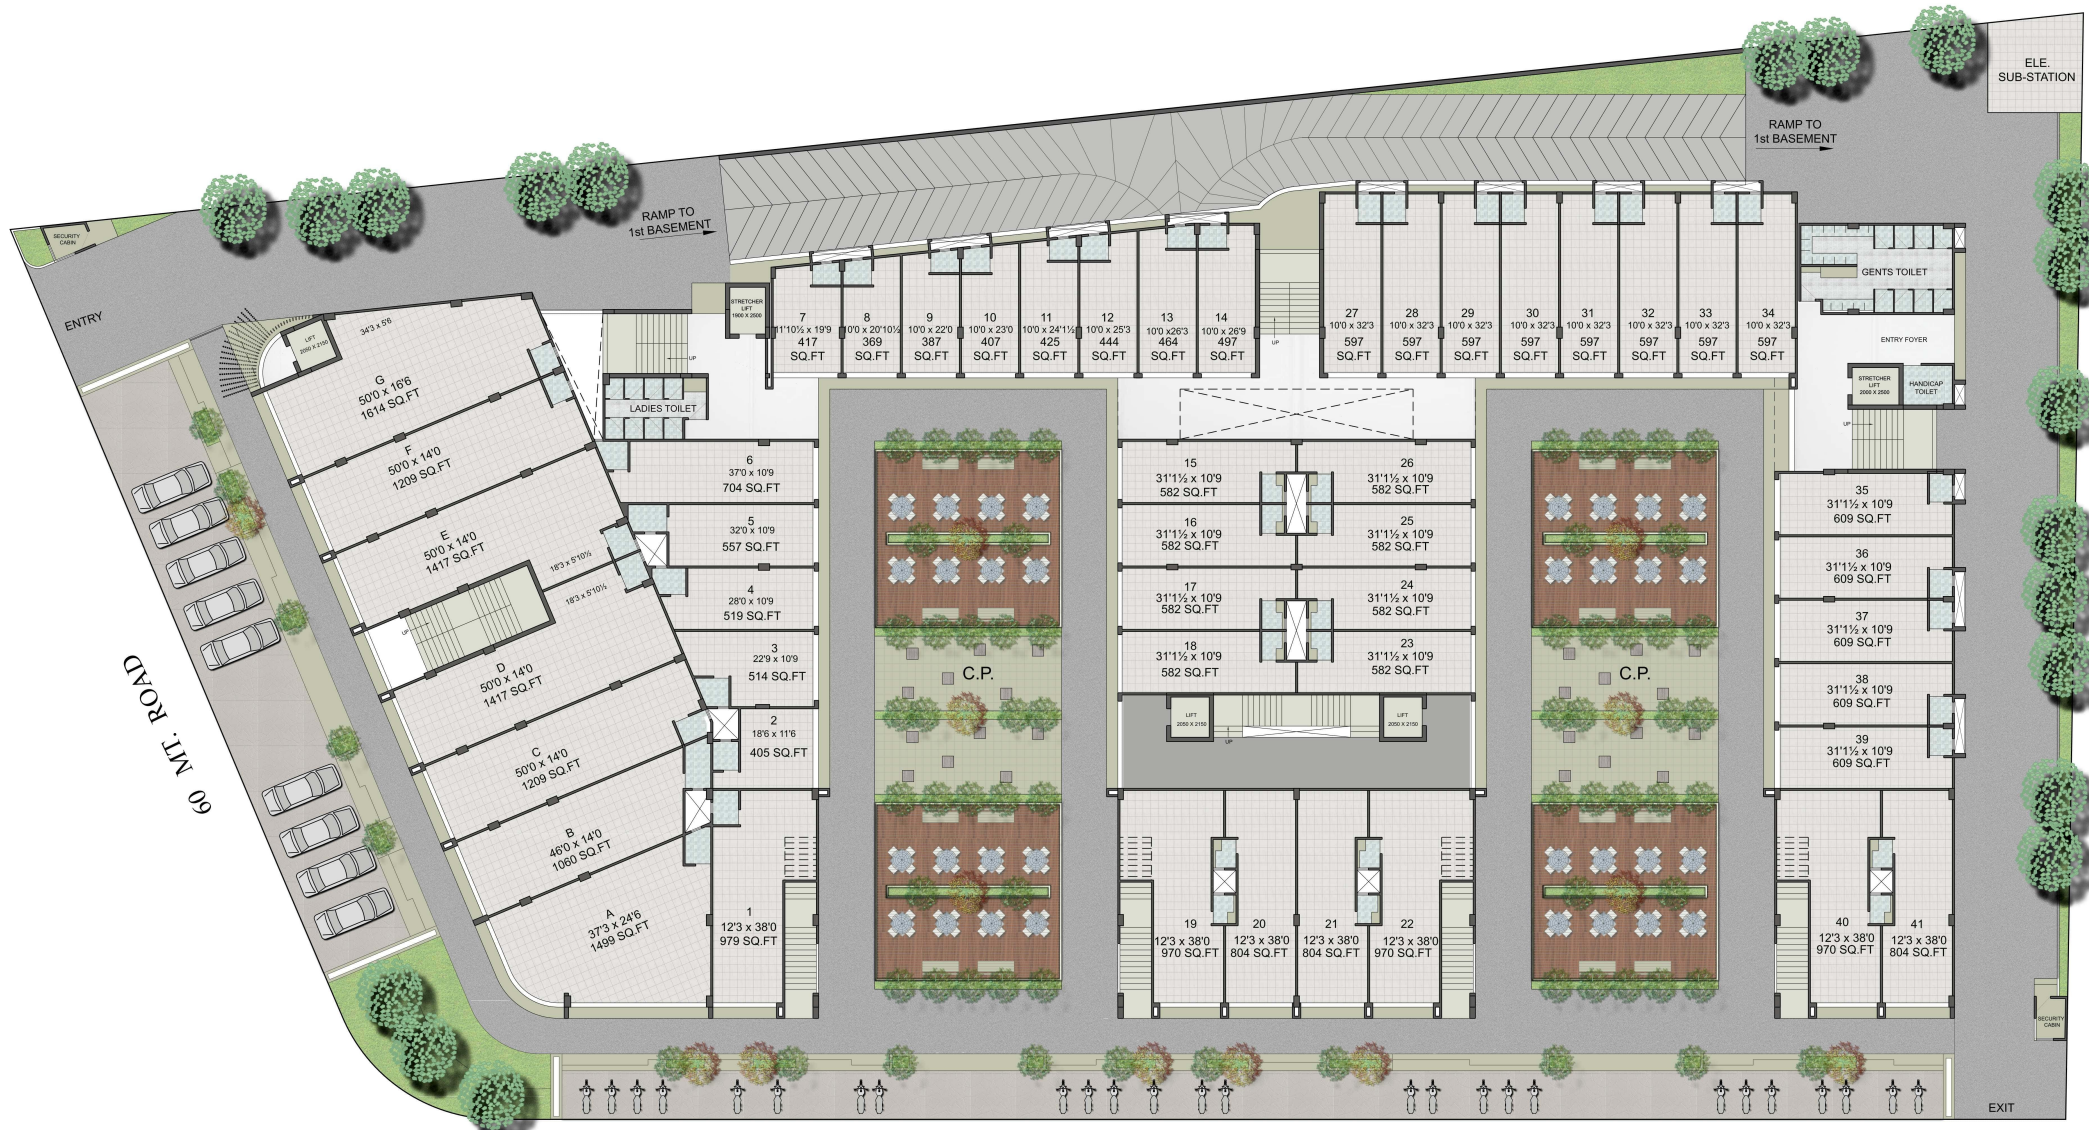 ELE.
SUB-STATION
RAMP TO
1st BASEMENT
RAMP TO
1st BASEMENT
SECURITY
CABIN
ENTRY
LIFT
2050 X 2150
34'3 x 5'6
G
50'0 x 16'6
1614 SQ.FT
F
50'0 x 14'0
1209 SQ.FT
E
50'0 x 14'0
1417 SQ.FT
18'3 x 5'10½
18'3 x 5'10½
UP
D
50'0 x 14'0
1417 SQ.FT
C
50'0 x 14'0
1209 SQ.FT
B
46'0 x 14'0
1060 SQ.FT
A
37'3 x 24'6
1499 SQ.FT
60 MT. ROAD
STRETCHER
LIFT
1900 X 2500
UP
LADIES TOILET
7
11'10½ x 19'9
417
SQ.FT
8
10'0 x 20'10½
369
SQ.FT
9
10'0 x 22'0
387
SQ.FT
10
10'0 x 23'0
407
SQ.FT
11
10'0 x 24'1½
425
SQ.FT
12
10'0 x 25'3
444
SQ.FT
13
10'0 x26'3
464
SQ.FT
14
10'0 x 26'9
497
SQ.FT
UP
27
10'0 x 32'3
597
SQ.FT
28
10'0 x 32'3
597
SQ.FT
29
10'0 x 32'3
597
SQ.FT
30
10'0 x 32'3
597
SQ.FT
31
10'0 x 32'3
597
SQ.FT
32
10'0 x 32'3
597
SQ.FT
33
10'0 x 32'3
597
SQ.FT
34
10'0 x 32'3
597
SQ.FT
GENTS TOILET
ENTRY FOYER
STRETCHER
LIFT
2000 X 2500
HANDICAP
TOILET
UP
6
37'0 x 10'9
704 SQ.FT
5
32'0 x 10'9
557 SQ.FT
4
28'0 x 10'9
519 SQ.FT
3
22'9 x 10'9
514 SQ.FT
2
18'6 x 11'6
405 SQ.FT
1
12'3 x 38'0
979 SQ.FT
C.P.
15
31'1½ x 10'9
582 SQ.FT
16
31'1½ x 10'9
582 SQ.FT
17
31'1½ x 10'9
582 SQ.FT
18
31'1½ x 10'9
582 SQ.FT
26
31'1½ x 10'9
582 SQ.FT
25
31'1½ x 10'9
582 SQ.FT
24
31'1½ x 10'9
582 SQ.FT
23
31'1½ x 10'9
582 SQ.FT
LIFT
2050 X 2150
UP
LIFT
2050 X 2150
19
12'3 x 38'0
970 SQ.FT
20
12'3 x 38'0
804 SQ.FT
21
12'3 x 38'0
804 SQ.FT
22
12'3 x 38'0
970 SQ.FT
C.P.
35
31'1½ x 10'9
609 SQ.FT
36
31'1½ x 10'9
609 SQ.FT
37
31'1½ x 10'9
609 SQ.FT
38
31'1½ x 10'9
609 SQ.FT
39
31'1½ x 10'9
609 SQ.FT
40
12'3 x 38'0
970 SQ.FT
41
12'3 x 38'0
804 SQ.FT
SECURITY
CABIN
EXIT